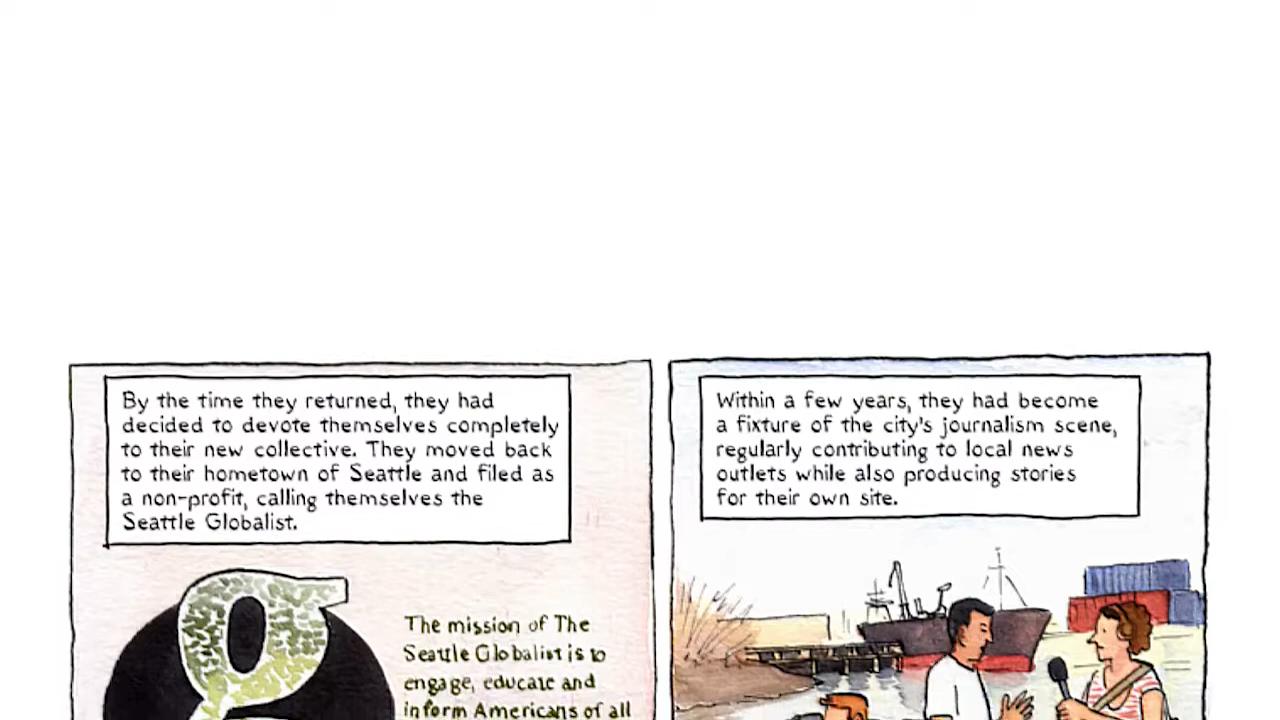 By the time they returned, they had
decided to devote themselves completely
to their new collective. They moved back
to their hometown of Seattle and filed as
a non-profit, calling themselves the
Seattle Globalist.
g
The mission of The
Seattle Globalist is to
engage, educate and
inform Americans of all
Within a few years, they had become
a fixture of the city's journalism scene,
regularly contributing to local news
outlets while also producing stories
for their own site.